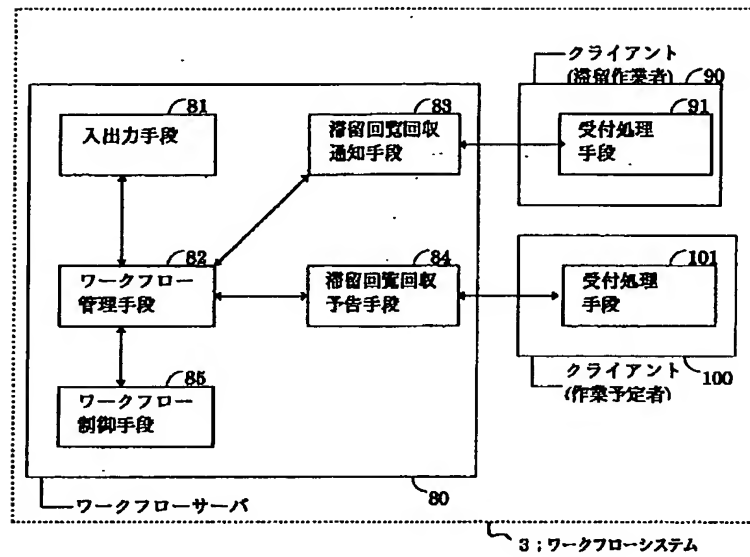 クライアント
(滞留作業者)
90
81
入出力手段
83
滞留回覧回収
通知手段
91
受付処理
手段
82
ワークフロー
管理手段
84
滞留回覧回収
予告手段
101
受付処理
手段
85
ワークフロー
制御手段
クライアント
(作業予定者)
100
ワークフローサーバ
80
3;ワークフローシステム